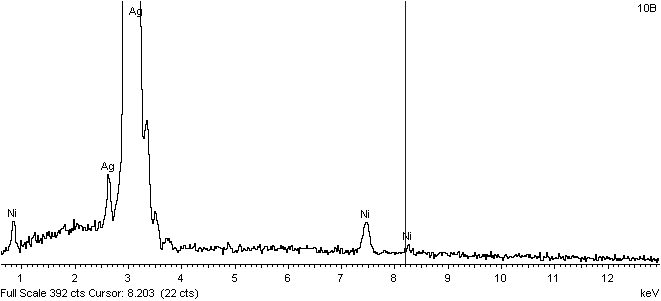 Ag 10B
Ag
Ni Ni
Ni
1 2 3 4 5 6 7 8 9 10 11 12
Full Scale 392 cts Cursor: 8.203 (22 cts) keV